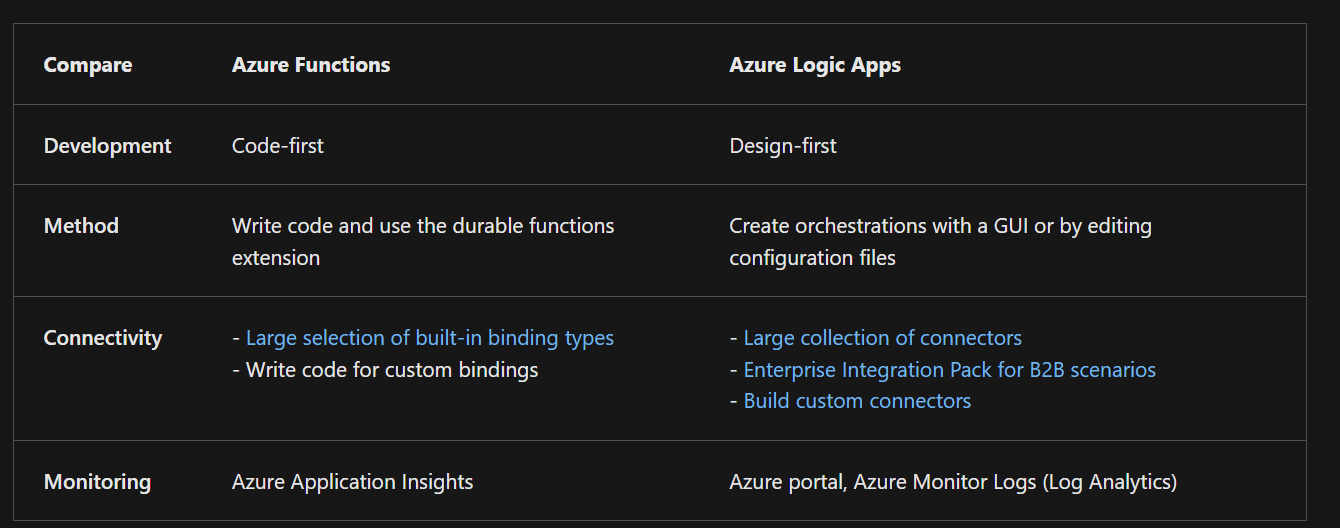 Compare Azure Functions Azure Logic Apps
Development Code-first Design-first
Method Write code and use the durable functions Create orchestrations with a GUI or by editing
extension configuration files
Connectivity - Large selection of built-in binding types - Large collection of connectors
- Write code for custom bindings - Enterprise Integration Pack for B2B scenarios
- Build custom connectors
Monitoring Azure Application Insights Azure portal, Azure Monitor Logs (Log Analytics)